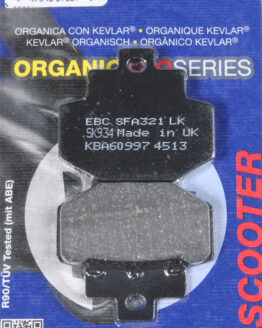 ORGANICA CON KEVLAR® • ORGANIQUE KEVLAR®
KEVLAR® ORGANISCH • ORGÁNICO KEVLAR®
ORGANIC SERIES
EBC SFA321 LK
SK934 Made in UK
KBA60997 4513
R90/TÜV Tested (mit ABE)
SCOOTER